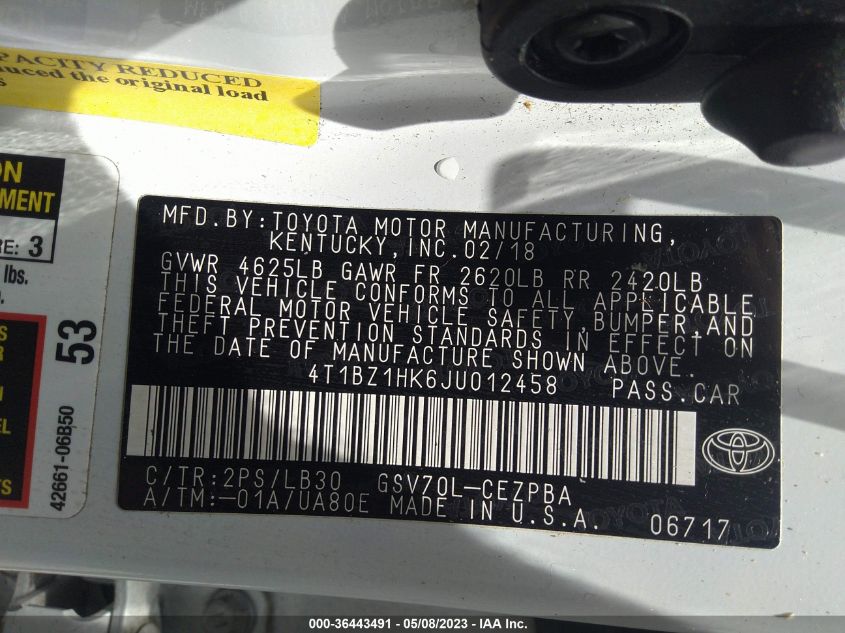 PACITY REDUCED
duced the original load
ON
MENT
RE: 3
lbs.
53
42661-06B50
MFD.BY:TOYOTA MOTOR MANUFACTURING,
KENTUCKY,INC.02/18
GVWR 4625LB GAWR FR 2620LB RR 2420LB
THIS VEHICLE CONFORMS TO ALL APPLICABLE
FEDERAL MOTOR VEHICLE SAFETY,BUMPER,AND
THEFT PREVENTION STANDARDS IN EFFECT ON
THE DATE OF MANUFACTURE SHOWN ABOVE.
4T1BZ1HK6JU012458 PASS.CAR
C/TR:2PS/LB30 GSV70L-CEZPBA
A/TM:-01A/UA80E MADE IN U.S.A. 06717
000-36443491 - 05/08/2023 - IAA Inc.